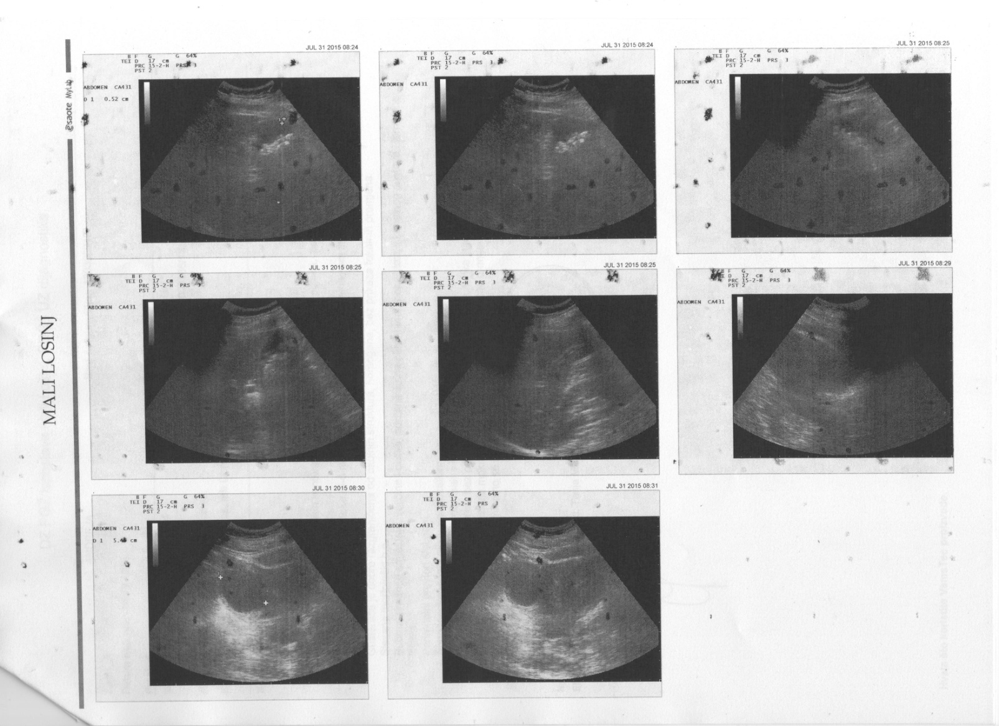 MALI LOSINJ
@esaote MyLab
JUL 31 2015 08:24
B F G G 64%
TEI D 17 cm
PRC 15-2-H PRS 3
PST 2
ABDOMEN CA431
D 1 0.52 cm
JUL 31 2015 08:24
B F G G 64%
TEI D 17 cm
PRC 15-2-H PRS 3
PST 2
ABDOMEN CA431
JUL 31 2015 08:25
B F G G 64%
TEI D 17 cm
PRC 15-2-H PRS 3
PST 2
ABDOMEN CA431
JUL 31 2015 08:25
B F G G 64%
TEI D 17 cm
PRC 15-2-H PRS 3
PST 2
ABDOMEN CA431
JUL 31 2015 08:25
B F G G 64%
TEI D 17 cm
PRC 15-2-H PRS 3
PST 2
ABDOMEN CA431
JUL 31 2015 08:29
B F G G 64%
TEI D 17 cm
PRC 15-2-H PRS 3
PST 2
ABDOMEN CA431
JUL 31 2015 08:30
B F G G 64%
TEI D 17 cm
PRC 15-2-H PRS 3
PST 2
ABDOMEN CA431
D 1 cm
JUL 31 2015 08:31
B F G G 64%
TEI D 17 cm
PRC 15-2-H PRS 3
PST 2
ABDOMEN CA431